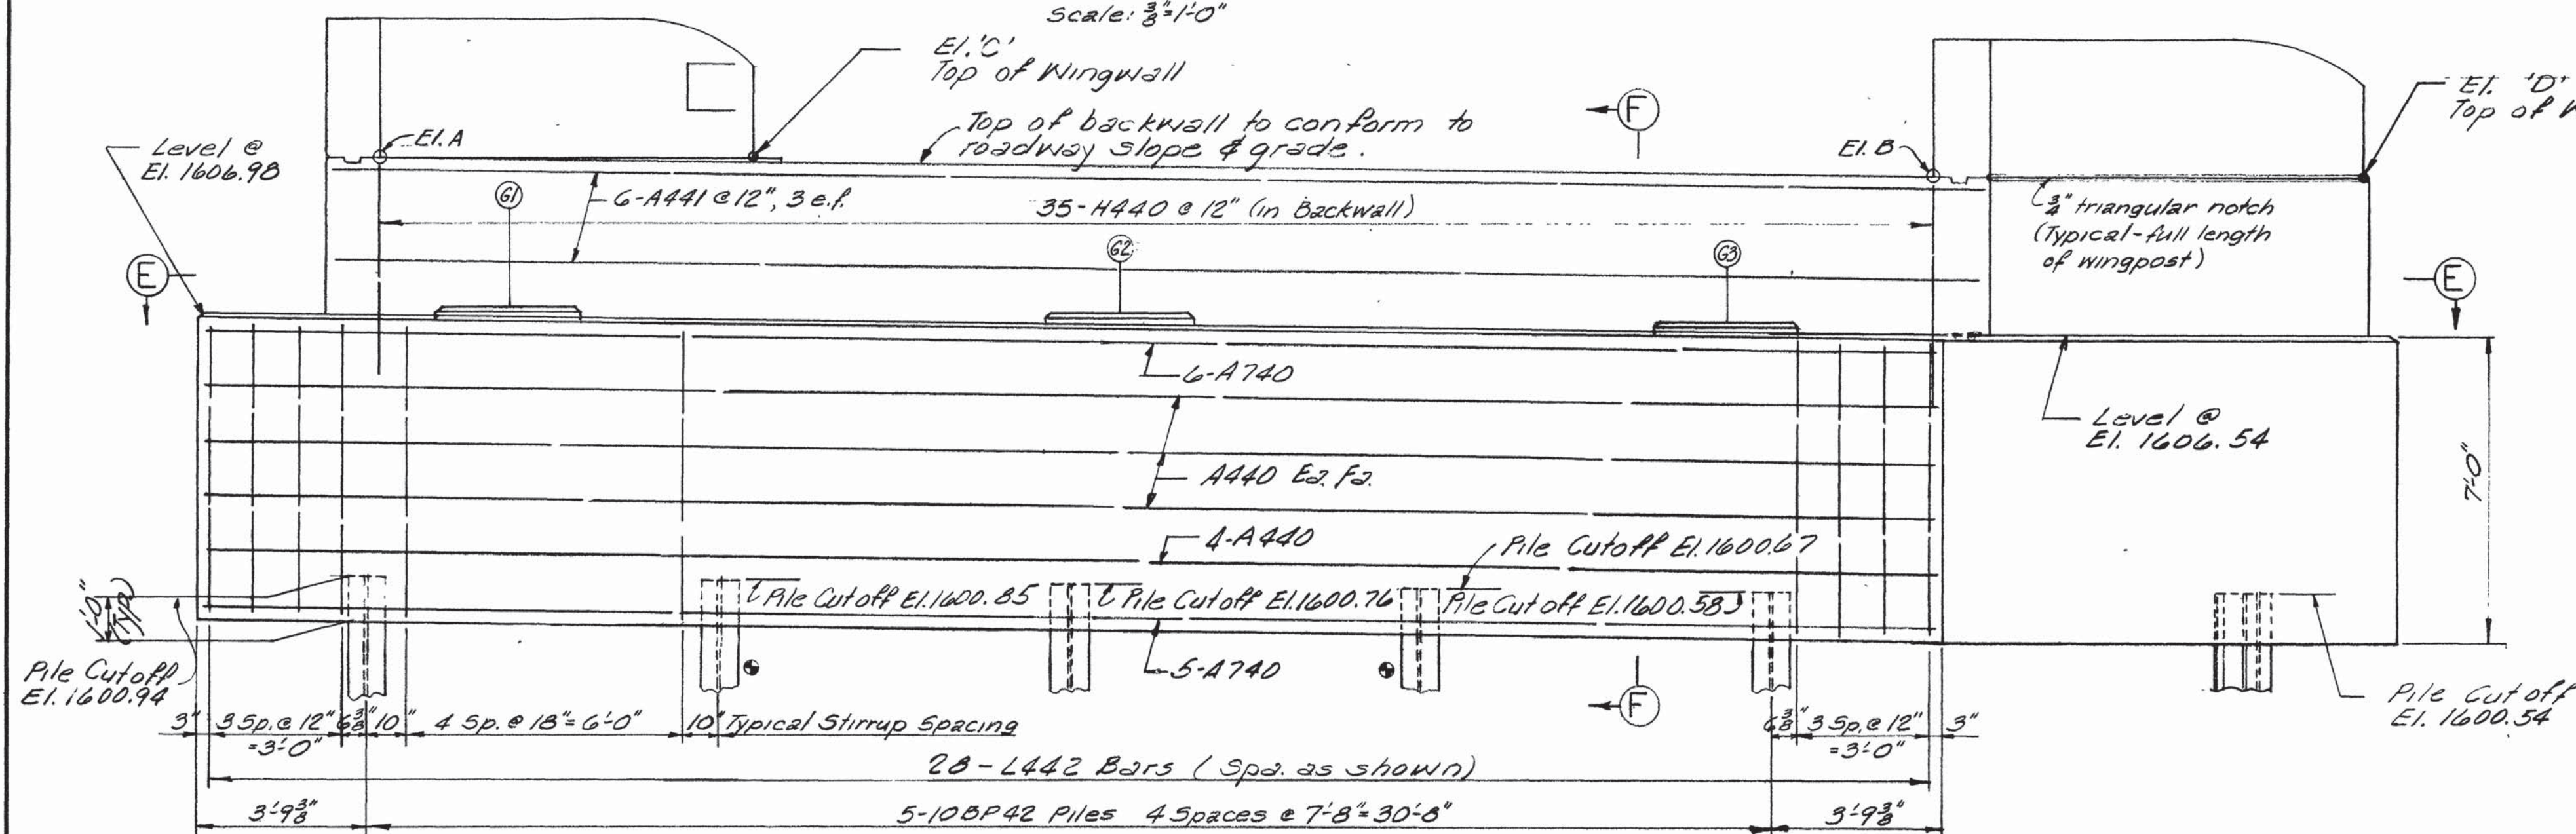 Scale: 3/8"=1'-0"
El. 'C'
Top of Wingwall
El. 'D'
Top of
Level @
El. 1606.98
El. A
Top of backwall to conform to
roadway slope & grade.
F
El. B
G1
6-A441 @ 12", 3 e.f.
35-H440 @ 12" (in Backwall)
3/4" triangular notch
(Typical-full length
of wingpost)
E
G2
G3
E
6-A740
Level @
El. 1606.54
A440 Ea. Fa.
7'-0"
4-A440
Pile Cutoff El. 1600.67
1'-0"
(Typ.)
Pile Cutoff El. 1600.85
Pile Cutoff El. 1600.76
Pile Cutoff El. 1600.58
5-A740
Pile Cutoff
El. 1600.94
F
Pile Cutoff
El. 1600.54
3"
3 Sp. @ 12"
=3'-0"
6 3/8"
10"
4 Sp. @ 18"=6'-0"
10"
Typical Stirrup Spacing
6 3/8"
3 Sp. @ 12"
=3'-0"
3"
28-L442 Bars (Spa. as shown)
3'-9 3/8"
5-10BP42 Piles 4 Spaces @ 7'-8"=30'-8"
3'-9 3/8"